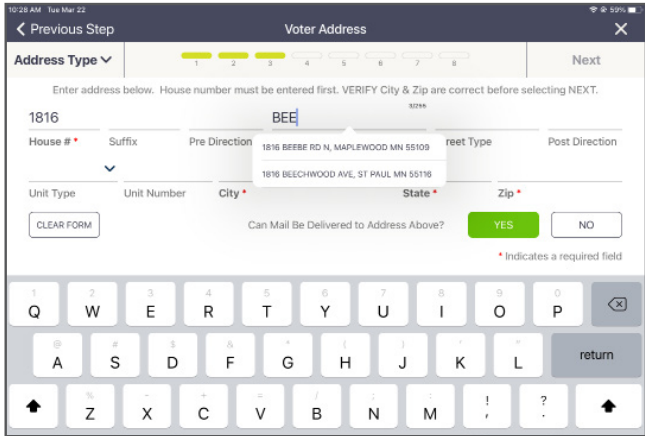 10:28 AM Tue Mar 22 59%
Previous Step Voter Address
Address Type 1 2 3 4 5 6 7 8 Next
Enter address below. House number must be entered first. VERIFY City & Zip are correct before selecting NEXT.
3/255
1816 BEE
House # * Suffix Pre Direction reet Type Post Direction
1816 BEEBE RD N, MAPLEWOOD MN 55109
1816 BEECHWOOD AVE, ST PAUL MN 55116
Unit Type Unit Number City * State * Zip *
CLEAR FORM Can Mail Be Delivered to Address Above? YES NO
* Indicates a required field
1 2 3 4 5 6 7 8 9 0
Q W E R T Y U I O P
@ # $ & * ( ) ' "
A S D F G H J K L return
% - + = / ; : ! ?
Z X C V B N M , .